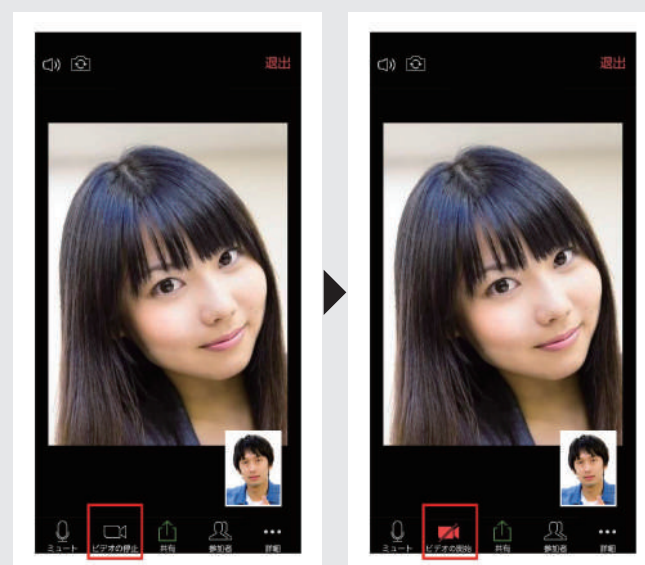 退出
ミュート
ビデオの停止
共有
参加者
詳細
退出
ミュート
ビデオの開始
共有
参加者
詳細